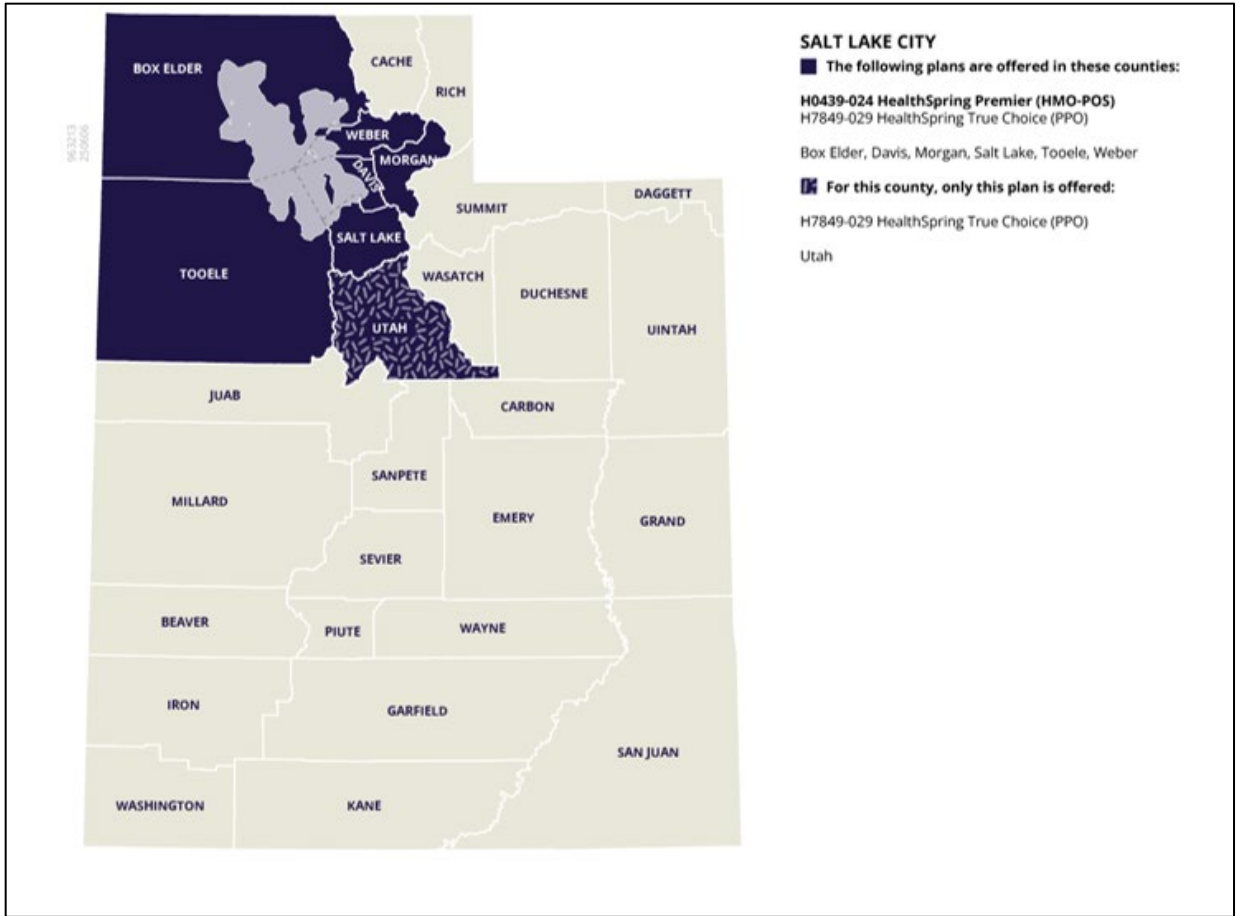 SALT LAKE CITY
The following plans are offered in these counties:
H0439-024 HealthSpring Premier (HMO-POS)
H7849-029 HealthSpring True Choice (PPO)
Box Elder, Davis, Morgan, Salt Lake, Tooele, Weber
For this county, only this plan is offered:
H7849-029 HealthSpring True Choice (PPO)
Utah
963213
250606
BOX ELDER
CACHE
RICH
WEBER
MORGAN
DAVIS
SUMMIT
DAGGETT
SALT LAKE
TOOELE
WASATCH
DUCHESNE
UINTAH
UTAH
JUAB
CARBON
SANPETE
MILLARD
EMERY
GRAND
SEVIER
BEAVER
PIUTE
WAYNE
IRON
GARFIELD
SAN JUAN
WASHINGTON
KANE